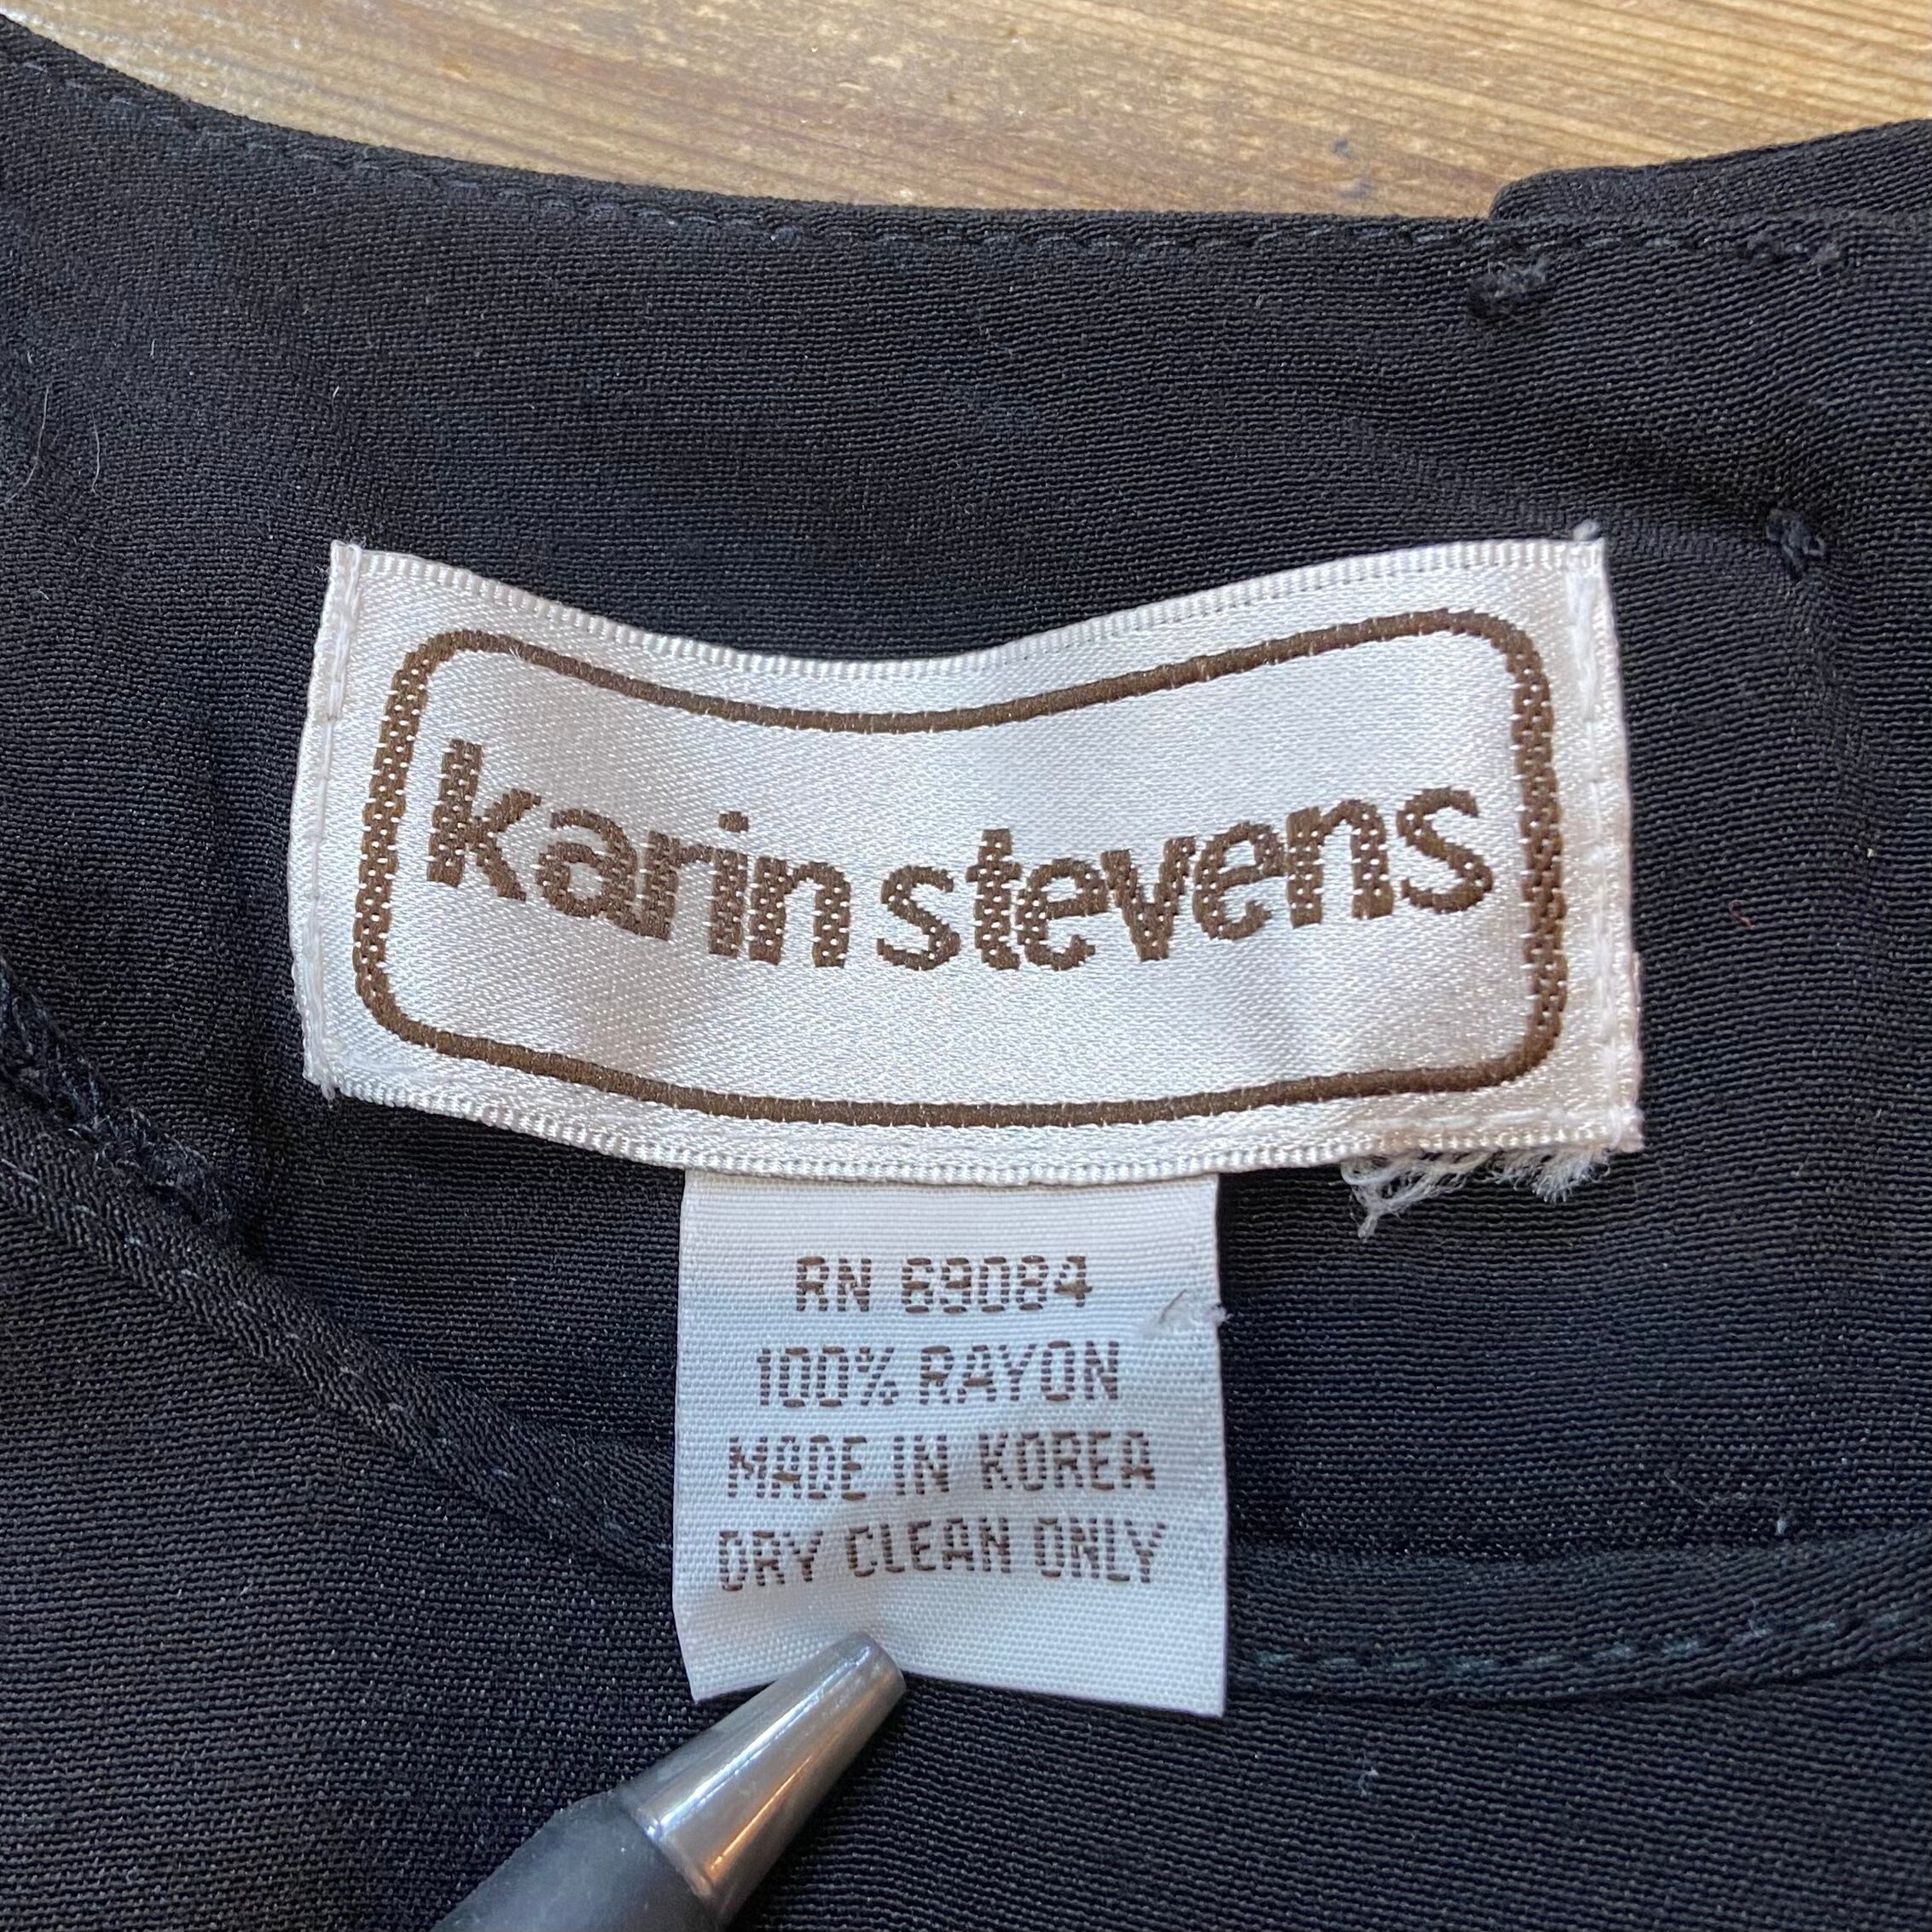 karin stevens
RN 69084
100% RAYON
MADE IN KOREA
DRY CLEAN ONLY